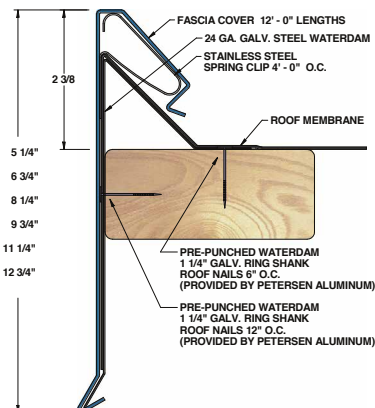 FASCIA COVER 12' - 0" LENGTHS
24 GA. GALV. STEEL WATERDAM
STAINLESS STEEL
SPRING CLIP 4' - 0" O.C.
2 3/8
ROOF MEMBRANE
5 1/4"
6 3/4"
8 1/4"
9 3/4"
11 1/4"
12 3/4"
PRE-PUNCHED WATERDAM
1 1/4" GALV. RING SHANK
ROOF NAILS 6" O.C.
(PROVIDED BY PETERSEN ALUMINUM)
PRE-PUNCHED WATERDAM
1 1/4" GALV. RING SHANK
ROOF NAILS 12" O.C.
(PROVIDED BY PETERSEN ALUMINUM)